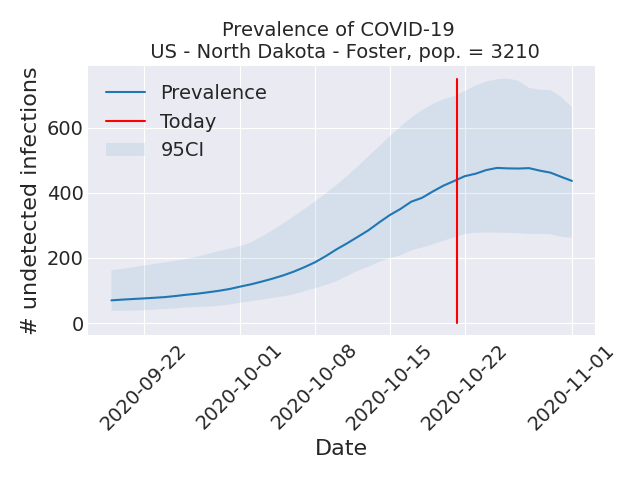 Prevalence of COVID-19
US - North Dakota - Foster, pop. = 3210
Prevalence
Today
95CI
# undetected infections
600
400
200
0
2020-09-22
2020-10-01
2020-10-08
2020-10-15
2020-10-22
2020-11-01
Date